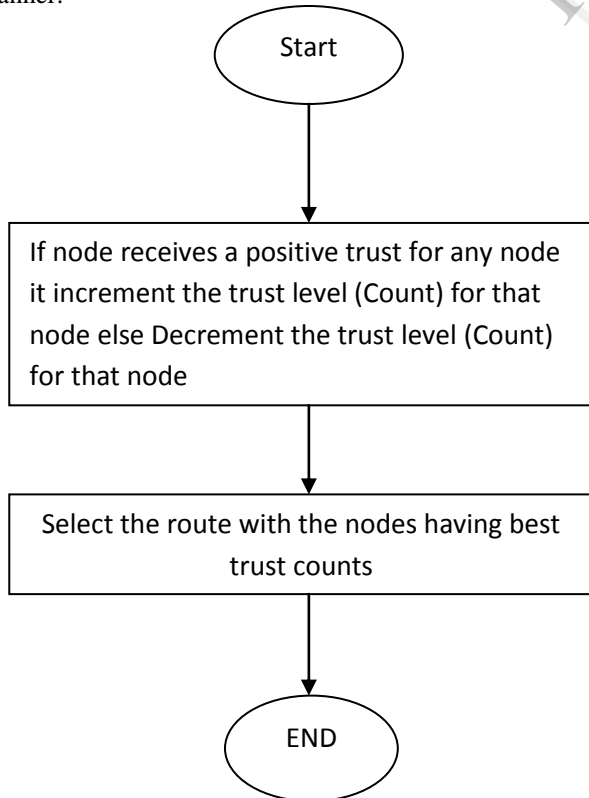 anner.
Start
If node receives a positive trust for any node
it increment the trust level (Count) for that
node else Decrement the trust level (Count)
for that node
Select the route with the nodes having best
trust counts
END